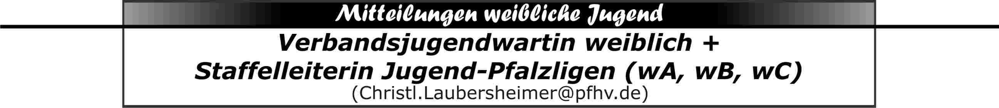 Mitteilungen weibliche Jugend
Verbandsjugendwartin weiblich +
Staffelleiterin Jugend-Pfalzligen (wA, wB, wC)
(Christl.Laubersheimer@pfhv.de)